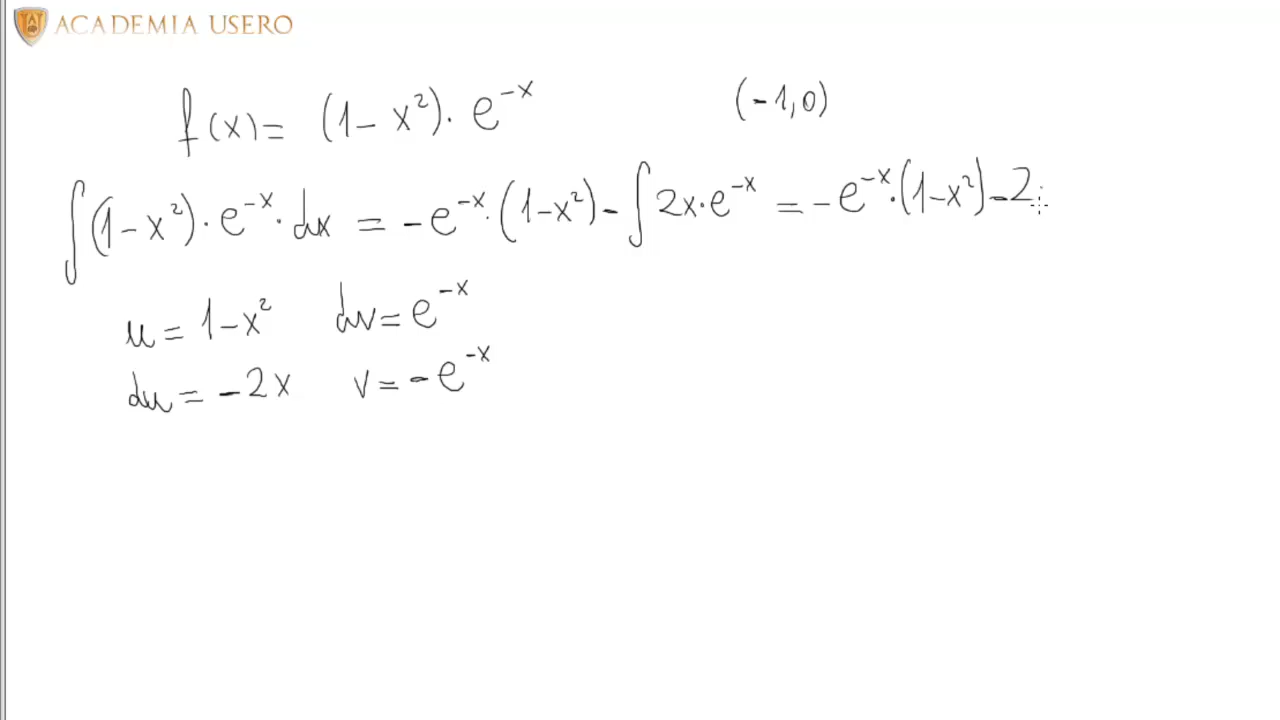 ACADEMIA USERO
f(x) = (1-x²)·e^{-x} (-1,0)
∫(1-x²)·e^{-x}·dx = -e^{-x}·(1-x²) - ∫2x·e^{-x} = -e^{-x}·(1-x²) - 2·
u = 1-x² dv = e^{-x}
du = -2x v = -e^{-x}